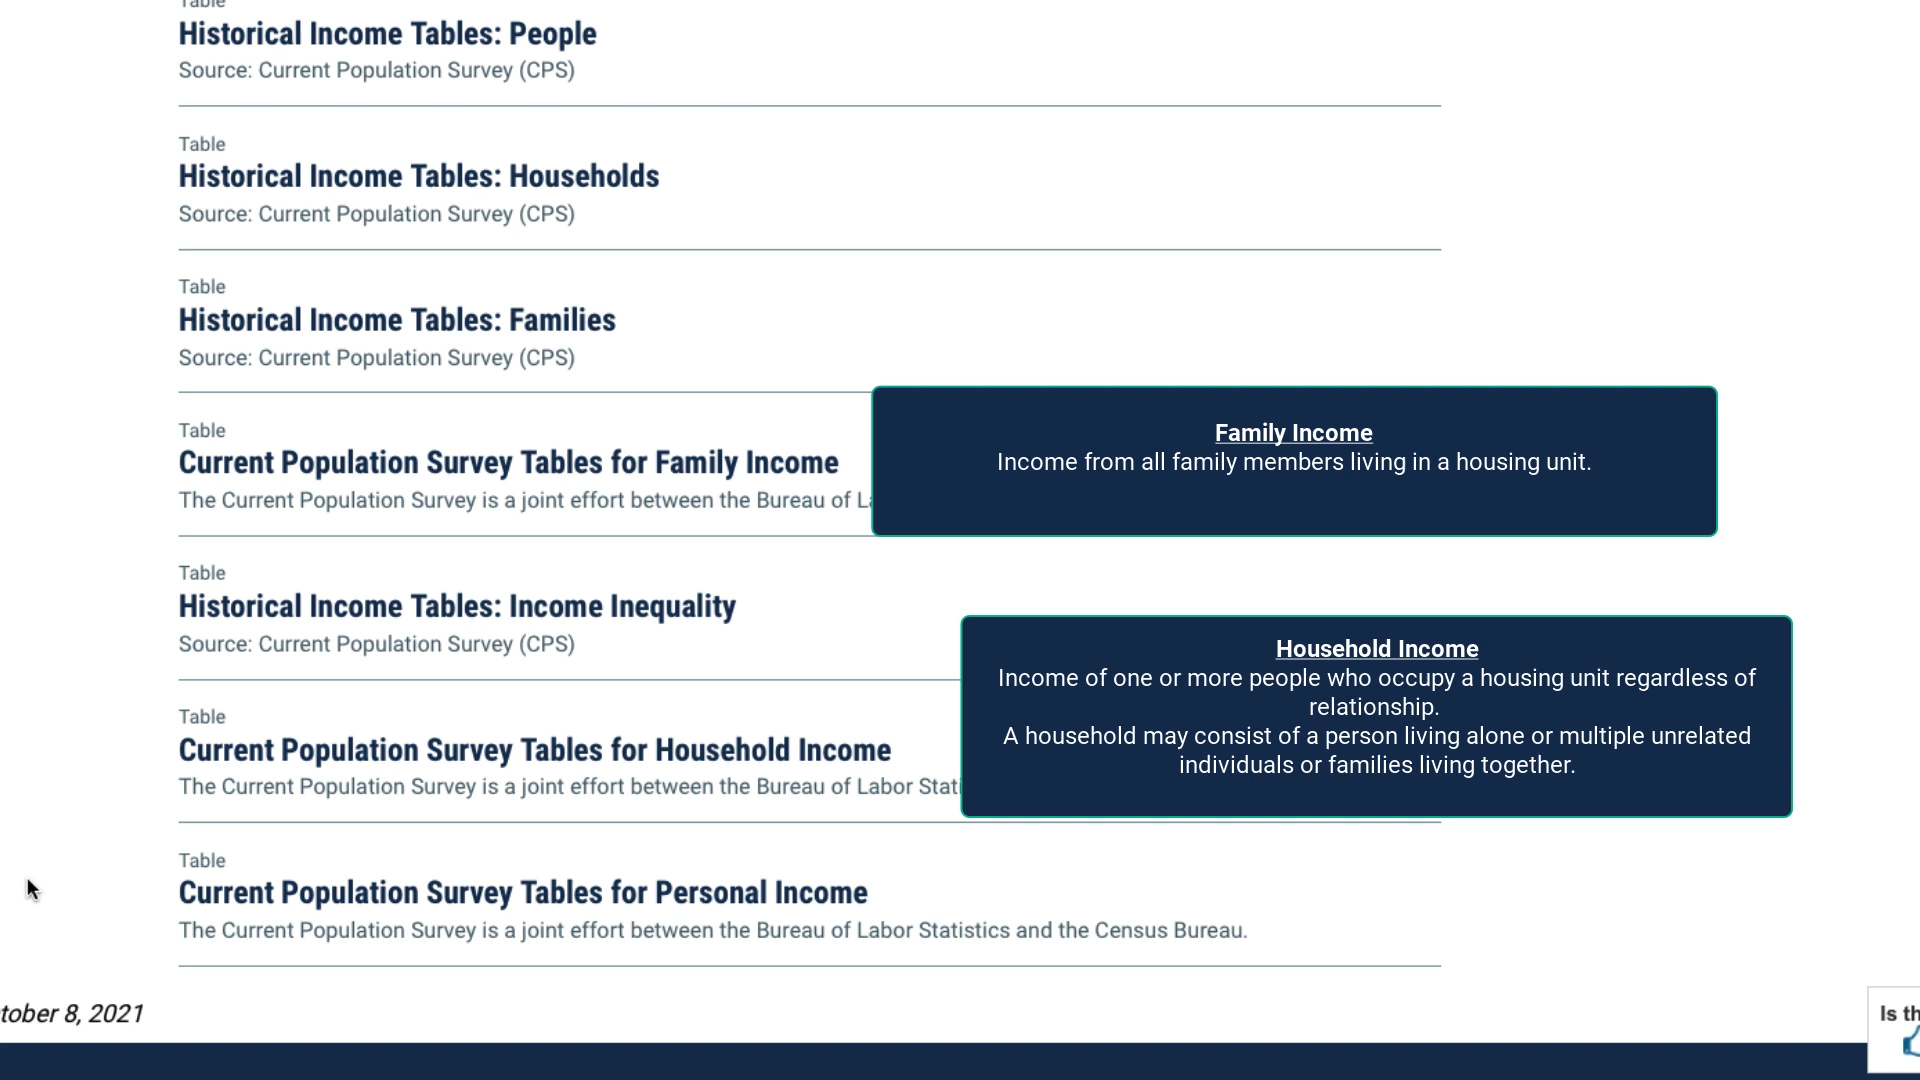 Table
Historical Income Tables: People
Source: Current Population Survey (CPS)
Table
Historical Income Tables: Households
Source: Current Population Survey (CPS)
Table
Historical Income Tables: Families
Source: Current Population Survey (CPS)
Table
Current Population Survey Tables for Family Income
The Current Population Survey is a joint effort between the Bureau of
Family Income
Income from all family members living in a housing unit.
Table
Historical Income Tables: Income Inequality
Source: Current Population Survey (CPS)
Table
Current Population Survey Tables for Household Income
The Current Population Survey is a joint effort between the Bureau of Labor
Household Income
Income of one or more people who occupy a housing unit regardless of
relationship.
A household may consist of a person living alone or multiple unrelated
individuals or families living together.
Table
Current Population Survey Tables for Personal Income
The Current Population Survey is a joint effort between the Bureau of Labor Statistics and the Census Bureau.
tober 8, 2021
Is